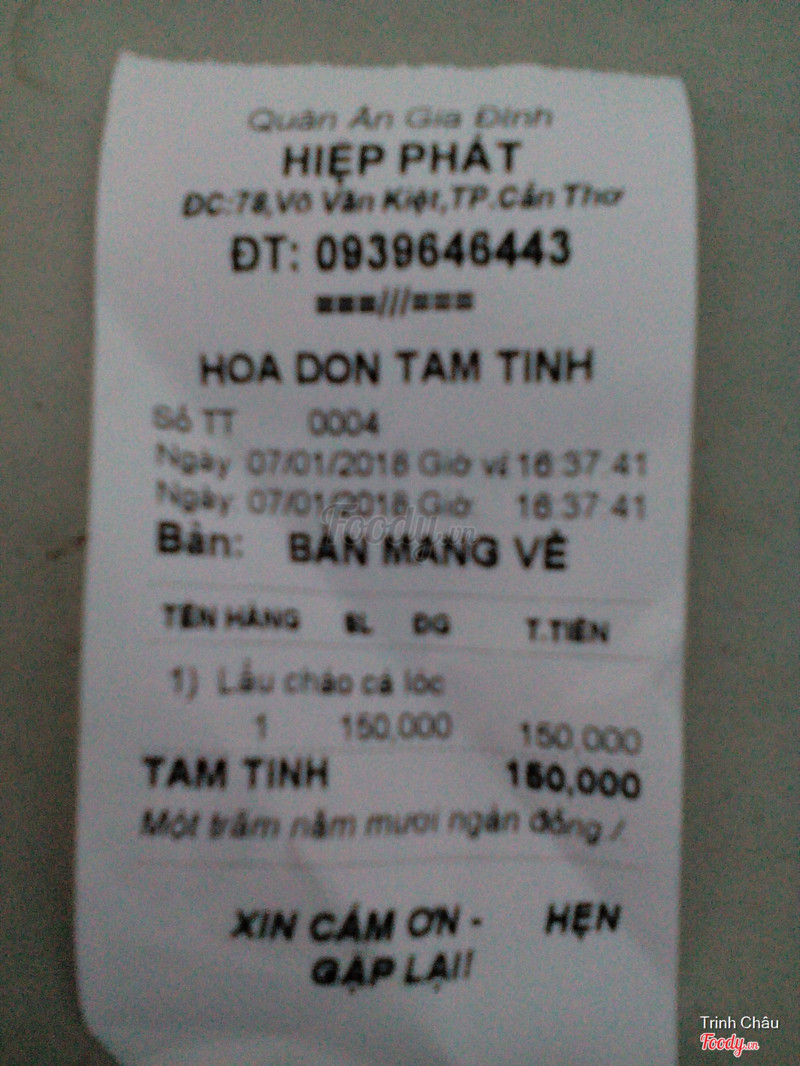 Quán Ăn Gia Đình
HIỆP PHÁT
ĐC:78,Võ Văn Kiệt,TP.Cần Thơ
ĐT: 0939646443
===///===
HOA DON TAM TINH
Số TT 0004
Ngày 07/01/2018 Giờ và 16:37:41
Ngày 07/01/2018 Giờ 16:37:41
Foody.vn
Bàn: BÀN MANG VỀ
TÊN HÀNG SL ĐG T.TIỀN
1) Lẩu cháo cá lóc
1 150,000 150,000
TAM TINH 150,000
Một trăm năm mươi ngàn đồng /.
XIN CÁM ƠN - HẸN
GẶP LẠI!
Trinh Châu
Foody.vn